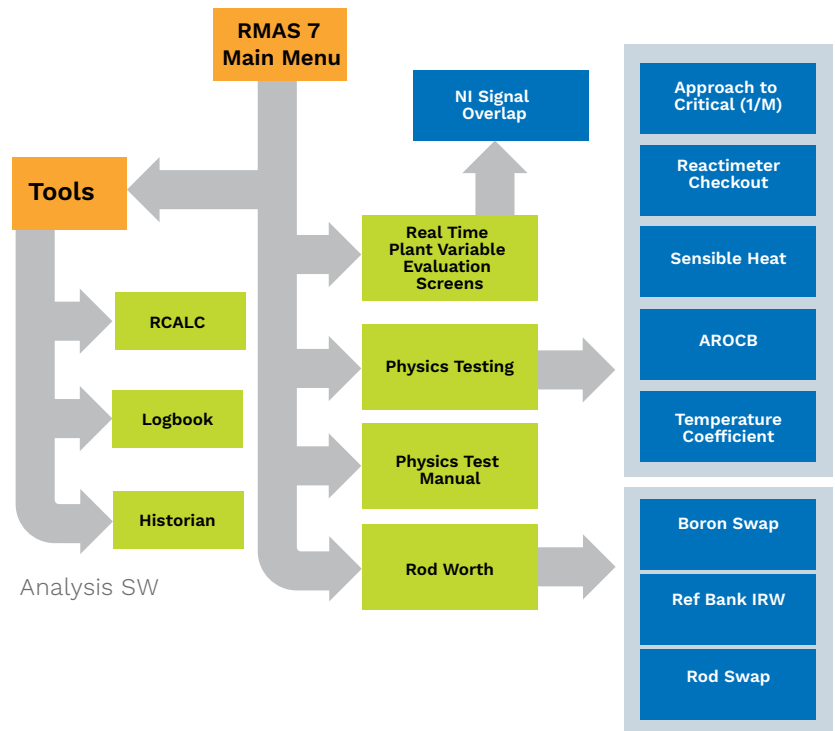 RMAS 7
Main Menu
NI Signal
Overlap
Approach to
Critical (1/M)
Reactimeter
Checkout
Sensible Heat
AROCB
Temperature
Coefficient
Tools
Real Time
Plant Variable
Evaluation
Screens
RCALC
Physics Testing
Logbook
Physics Test
Manual
Historian
Rod Worth
Analysis SW
Boron Swap
Ref Bank IRW
Rod Swap